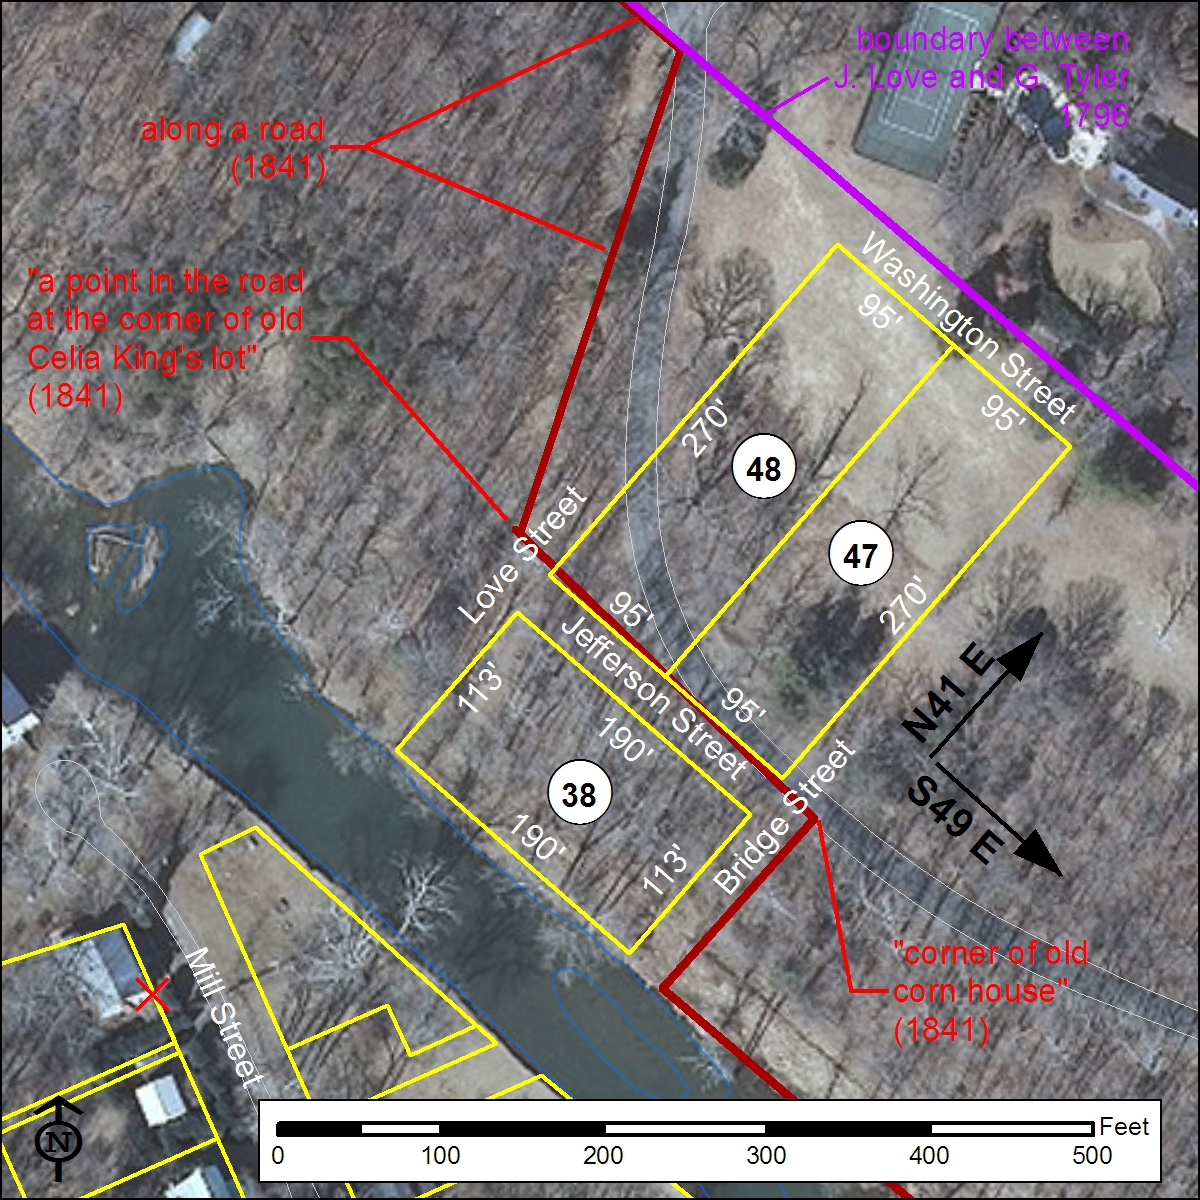 boundary between
J. Love and G. Tyler
1796
along a road
(1841)
"a point in the road
at the corner of old
Celia King's lot"
(1841)
Washington Street
95'
95'
270'
48
47
270'
Love Street
95'
Jefferson Street
95'
113'
190'
38
190'
113'
Bridge Street
N41 E
S49 E
"corner of old
corn house"
(1841)
Mill Street
N
Feet
0 100 200 300 400 500